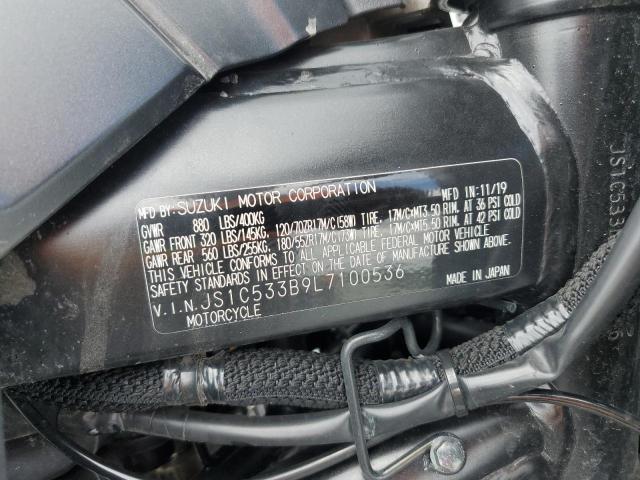 MFD BY: SUZUKI MOTOR CORPORATION MFD IN: 11/19
GVWR 880 LBS/400KG
GAWR FRONT 320 LBS/145KG, 120/70ZR17M/C(58W) TIRE, 17M/C×MT3.50 RIM, AT 36 PSI COLD
GAWR REAR 560 LBS/255KG, 180/55ZR17M/C(73W) TIRE, 17M/C×MT5.50 RIM, AT 42 PSI COLD
THIS VEHICLE CONFORMS TO ALL APPLICABLE FEDERAL MOTOR VEHICLE
SAFETY STANDARDS IN EFFECT ON THE DATE OF MANUFACTURE SHOWN ABOVE.
V.I.N. JS1C533B9L7100536
MOTORCYCLE MADE IN JAPAN
JS1C533